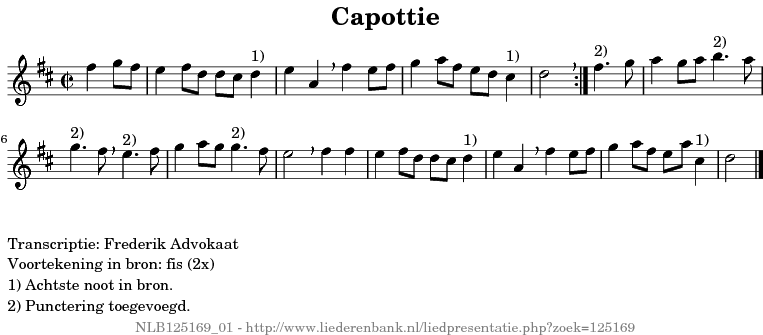 Capottie
1) 1) 2) 2)
6
2) 2) 2) 1) 1)
Transcriptie: Frederik Advokaat
Voortekening in bron: fis (2x)
1) Achtste noot in bron.
2) Punctering toegevoegd.
NLB125169_01 - http://www.liederenbank.nl/liedpresentatie.php?zoek=125169